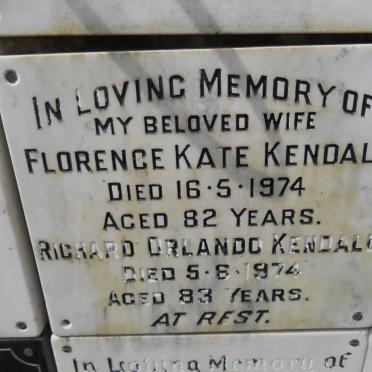 IN LOVING MEMORY OF
MY BELOVED WIFE
FLORENCE KATE KENDALL
DIED 16·5·1974
AGED 82 YEARS.
RICHARD ORLANDO KENDALL
DIED 5·8·1974
AGED 83 YEARS.
AT REST.
In Loving Memory of